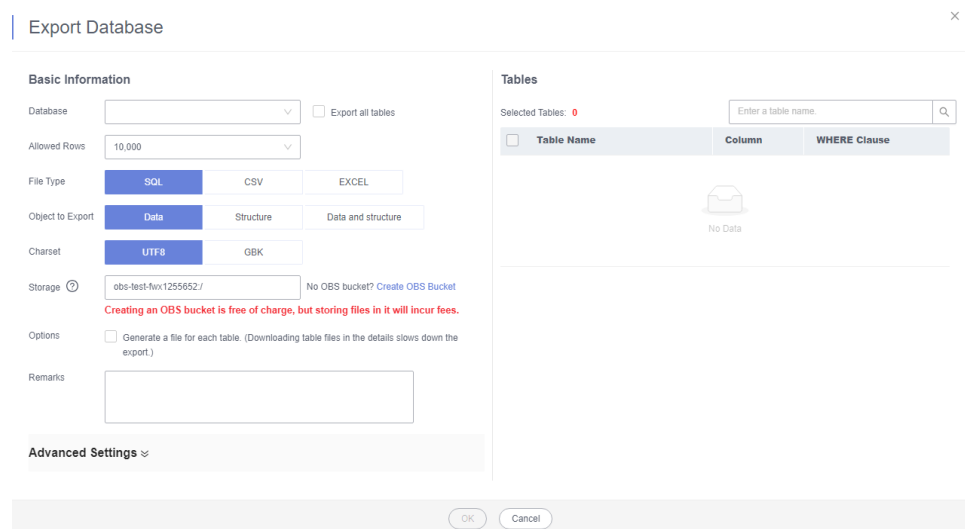 Export Database
Basic Information
Database
Export all tables
Allowed Rows
10,000
File Type
SQL
CSV
EXCEL
Object to Export
Data
Structure
Data and structure
Charset
UTF8
GBK
Storage
obs-test-fwx1255652:/
No OBS bucket? Create OBS Bucket
Creating an OBS bucket is free of charge, but storing files in it will incur fees.
Options
Generate a file for each table. (Downloading table files in the details slows down the
export.)
Remarks
Advanced Settings
Tables
Selected Tables: 0
Enter a table name.
Table Name
Column
WHERE Clause
No Data
OK
Cancel